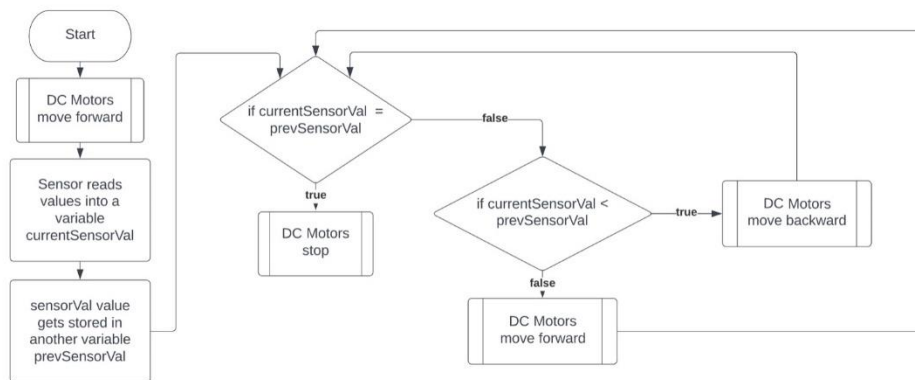 Start
DC Motors
move forward
Sensor reads
values into a
variable
currentSensorVal
sensorVal value
gets stored in
another variable
prevSensorVal
if currentSensorVal =
prevSensorVal
true
DC Motors
stop
false
if currentSensorVal <
prevSensorVal
true
DC Motors
move backward
false
DC Motors
move forward